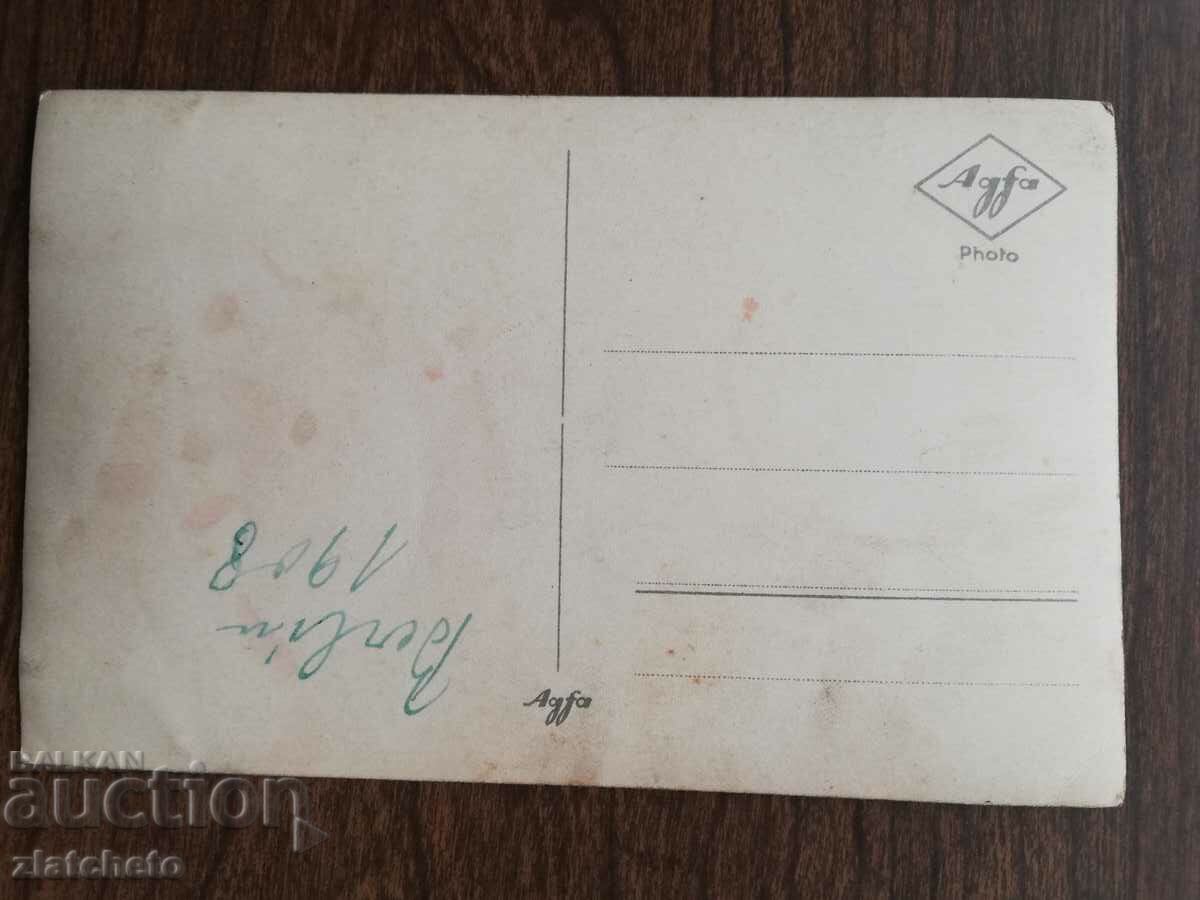 Agfa
Photo
Berlin
1908
Agfa
BALKAN
auction
zlatcheto